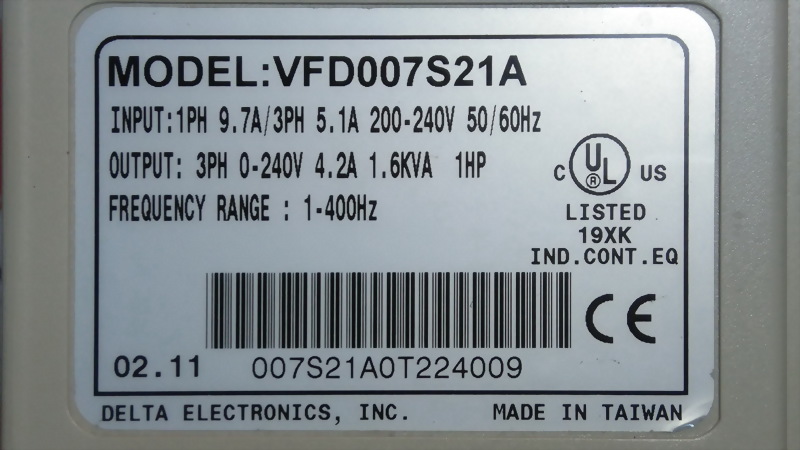 MODEL:VFD007S21A
INPUT:1PH 9.7A/3PH 5.1A 200-240V 50/60Hz
OUTPUT: 3PH 0-240V 4.2A 1.6KVA 1HP
FREQUENCY RANGE : 1-400Hz
C UL ® US
LISTED
19XK
IND.CONT.EQ
CE
02.11 007S21A0T224009
DELTA ELECTRONICS, INC. MADE IN TAIWAN